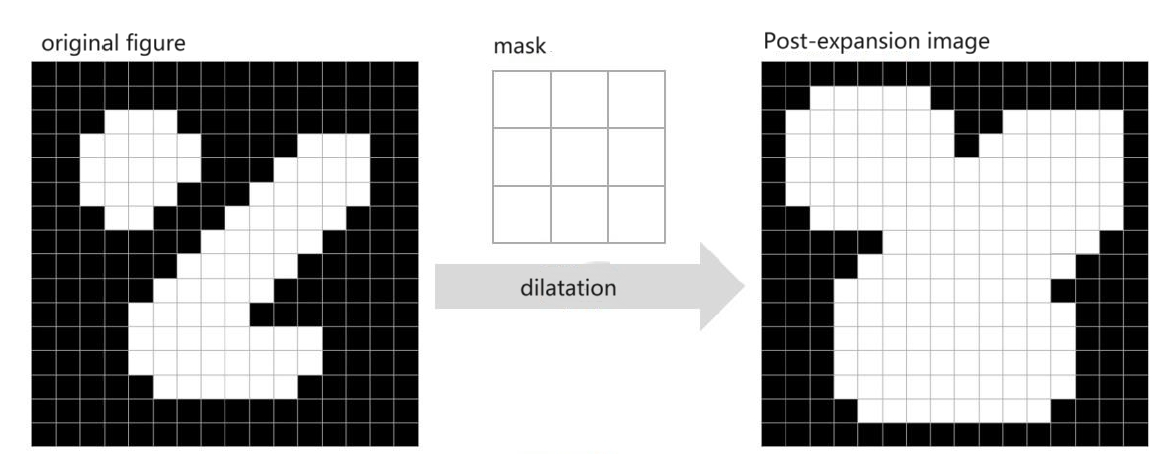 original figure
mask
Post-expansion image
dilatation